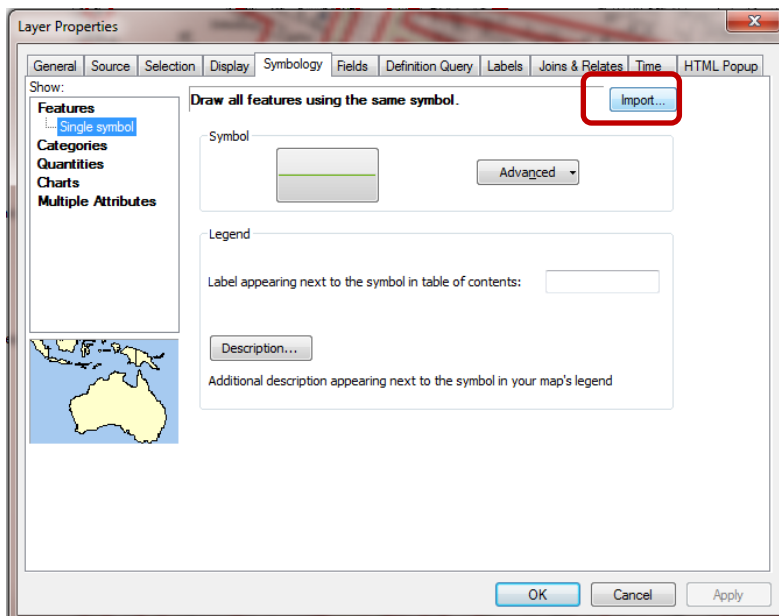 Layer Properties
General Source Selection Display Symbology Fields Definition Query Labels Joins & Relates Time HTML Popup
Show:
Features
Single symbol
Categories
Quantities
Charts
Multiple Attributes
Draw all features using the same symbol.
Import...
Symbol
Advanced
Legend
Label appearing next to the symbol in table of contents:
Description...
Additional description appearing next to the symbol in your map's legend
OK Cancel Apply